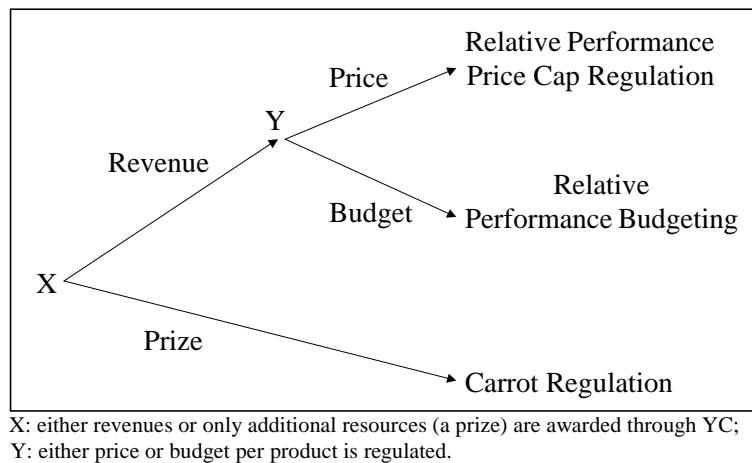 Relative Performance
Price Cap Regulation
Price
Y
Revenue
Relative
Performance Budgeting
Budget
X
Prize
Carrot Regulation
X: either revenues or only additional resources (a prize) are awarded through YC;
Y: either price or budget per product is regulated.